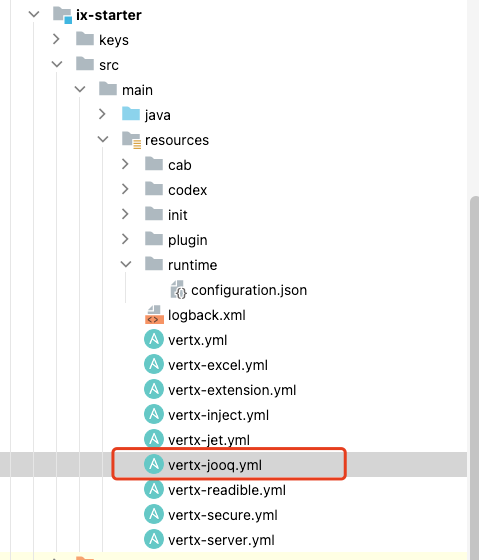 ix-starter
keys
src
main
java
resources
cab
codex
init
plugin
runtime
configuration.json
logback.xml
vertx.yml
vertx-excel.yml
vertx-extension.yml
vertx-inject.yml
vertx-jet.yml
vertx-jooq.yml
vertx-readible.yml
vertx-secure.yml
vertx-server.yml